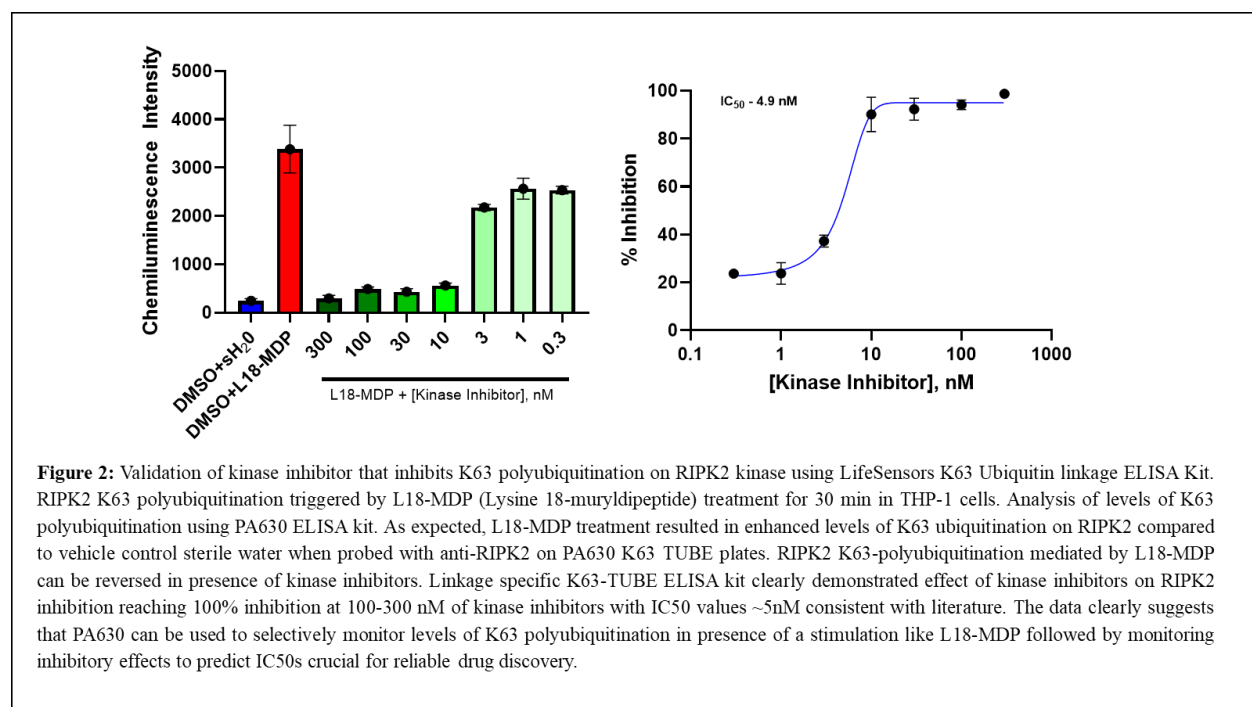 Chemiluminescence Intensity
5000
4000
3000
2000
1000
0
DMSO+sH₂0
DMSO+L18-MDP
300
100
30
10
3
1
0.3
L18-MDP + [Kinase Inhibitor], nM
% Inhibition
100
80
60
40
20
0
IC₅₀ - 4.9 nM
0.1
1
10
100
1000
[Kinase Inhibitor], nM
Figure 2: Validation of kinase inhibitor that inhibits K63 polyubiquitination on RIPK2 kinase using LifeSensors K63 Ubiquitin linkage ELISA Kit.
RIPK2 K63 polyubiquitination triggered by L18-MDP (Lysine 18-muryldipeptide) treatment for 30 min in THP-1 cells. Analysis of levels of K63
polyubiquitination using PA630 ELISA kit. As expected, L18-MDP treatment resulted in enhanced levels of K63 ubiquitination on RIPK2 compared
to vehicle control sterile water when probed with anti-RIPK2 on PA630 K63 TUBE plates. RIPK2 K63-polyubiquitination mediated by L18-MDP
can be reversed in presence of kinase inhibitors. Linkage specific K63-TUBE ELISA kit clearly demonstrated effect of kinase inhibitors on RIPK2
inhibition reaching 100% inhibition at 100-300 nM of kinase inhibitors with IC50 values ~5nM consistent with literature. The data clearly suggests
that PA630 can be used to selectively monitor levels of K63 polyubiquitination in presence of a stimulation like L18-MDP followed by monitoring
inhibitory effects to predict IC50s crucial for reliable drug discovery.